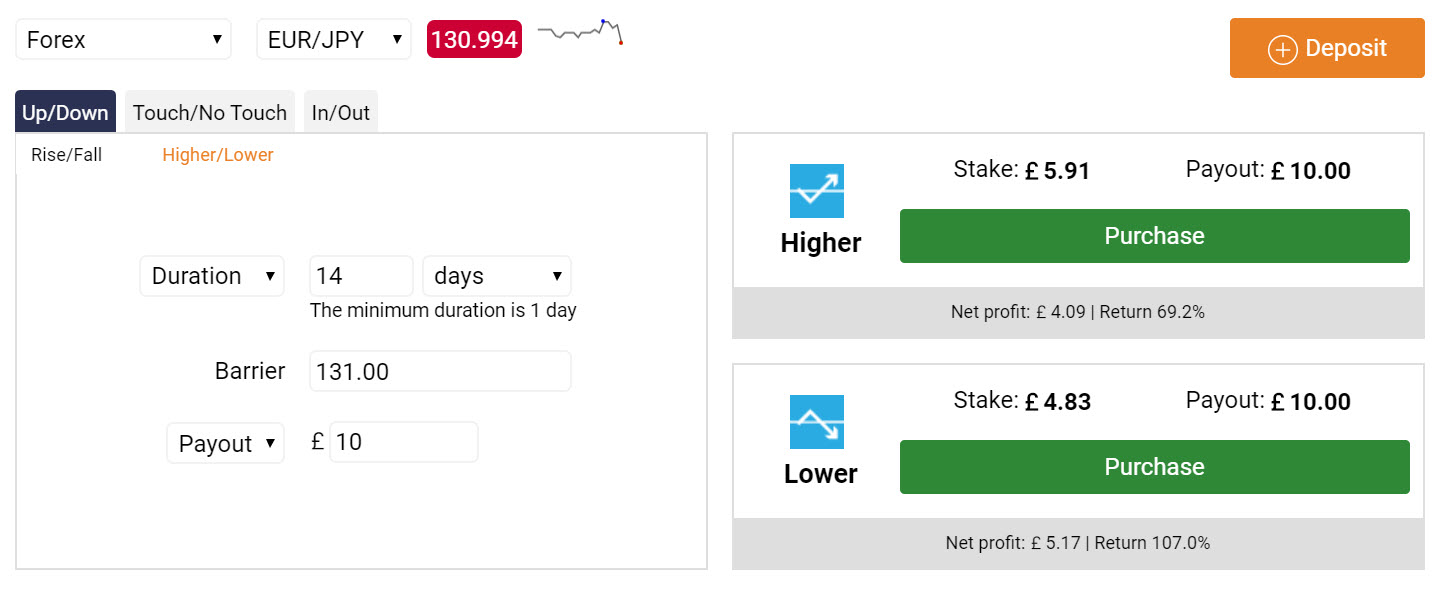 Forex EUR/JPY 130.994 Deposit
Up/Down Touch/No Touch In/Out
Rise/Fall Higher/Lower
Duration 14 days
The minimum duration is 1 day
Barrier 131.00
Payout £ 10
Stake: £ 5.91 Payout: £ 10.00
Higher Purchase
Net profit: £ 4.09 | Return 69.2%
Stake: £ 4.83 Payout: £ 10.00
Lower Purchase
Net profit: £ 5.17 | Return 107.0%